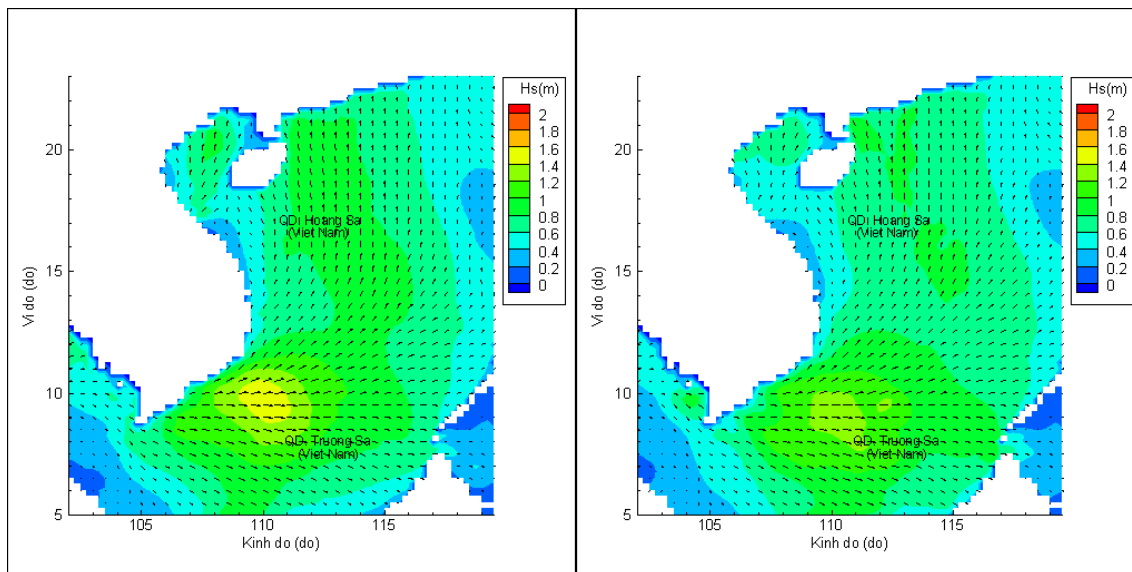 Hs(m)
2
1.8
1.6
1.4
1.2
1
0.8
0.6
0.4
0.2
0
20
15
10
5
Vi do (do)
105
110
115
Kinh do (do)
QD. Hoang Sa
(Viet Nam)
QD. Truong Sa
(Viet Nam)
Hs(m)
2
1.8
1.6
1.4
1.2
1
0.8
0.6
0.4
0.2
0
20
15
10
5
Vi do (do)
105
110
115
Kinh do (do)
QD. Hoang Sa
(Viet Nam)
QD. Truong Sa
(Viet Nam)